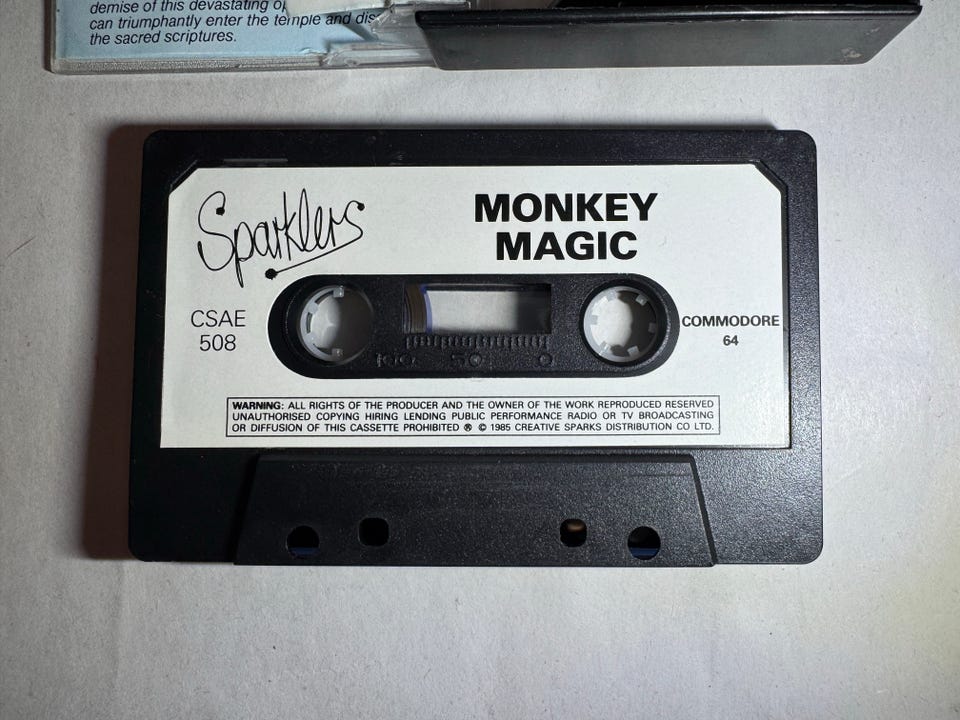 demise of this devastating
can triumphantly enter the temple and
the sacred scriptures.
Sparklers
MONKEY
MAGIC
CSAE
508
COMMODORE
64
100 50 0
WARNING: ALL RIGHTS OF THE PRODUCER AND THE OWNER OF THE WORK REPRODUCED RESERVED
UNAUTHORISED COPYING HIRING LENDING PUBLIC PERFORMANCE RADIO OR TV BROADCASTING
OR DIFFUSION OF THIS CASSETTE PROHIBITED ℗ © 1985 CREATIVE SPARKS DISTRIBUTION CO LTD.